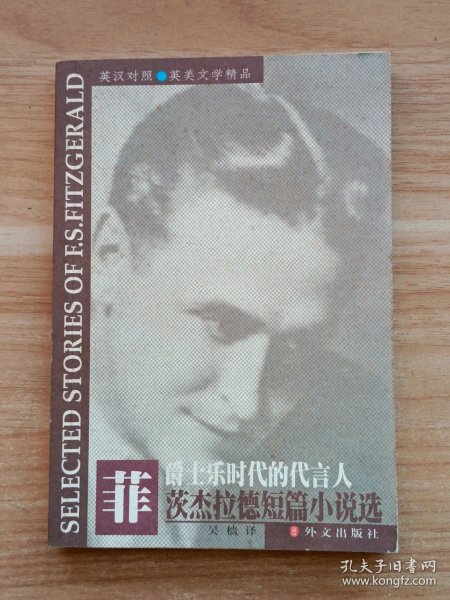 英汉对照●英美文学精品
SELECTED STORIES OF F.S.FITZGERALD
爵士乐时代的代言人
菲茨杰拉德短篇小说选
吴楂译
外文出版社
孔夫子旧书网
www.kongfz.com